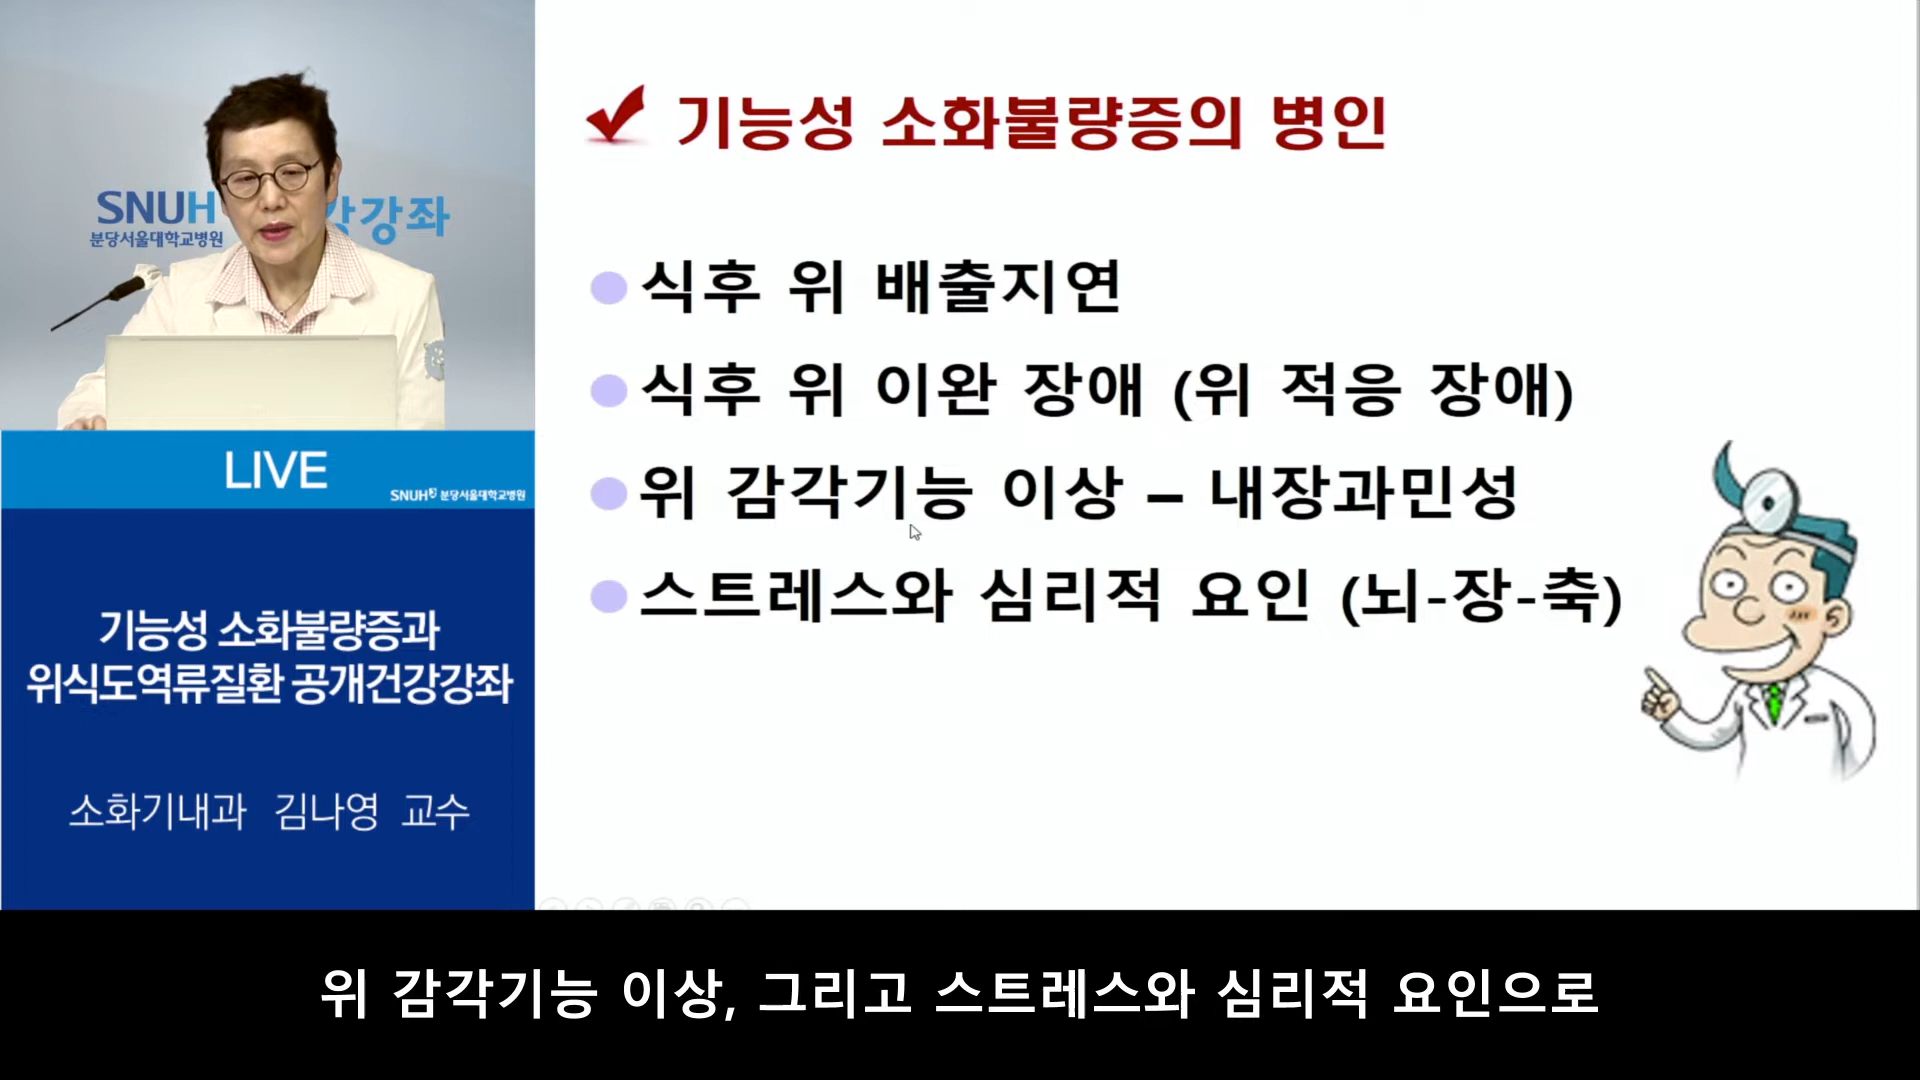 SNUH
분당서울대학교병원
강좌
LIVE
SNUH 분당서울대학교병원
기능성 소화불량증과
위식도역류질환 공개건강강좌
소화기내과 김나영 교수
기능성 소화불량증의 병인
식후 위 배출지연
식후 위 이완 장애 (위 적응 장애)
위 감각기능 이상 – 내장과민성
스트레스와 심리적 요인 (뇌-장-축)
위 감각기능 이상, 그리고 스트레스와 심리적 요인으로